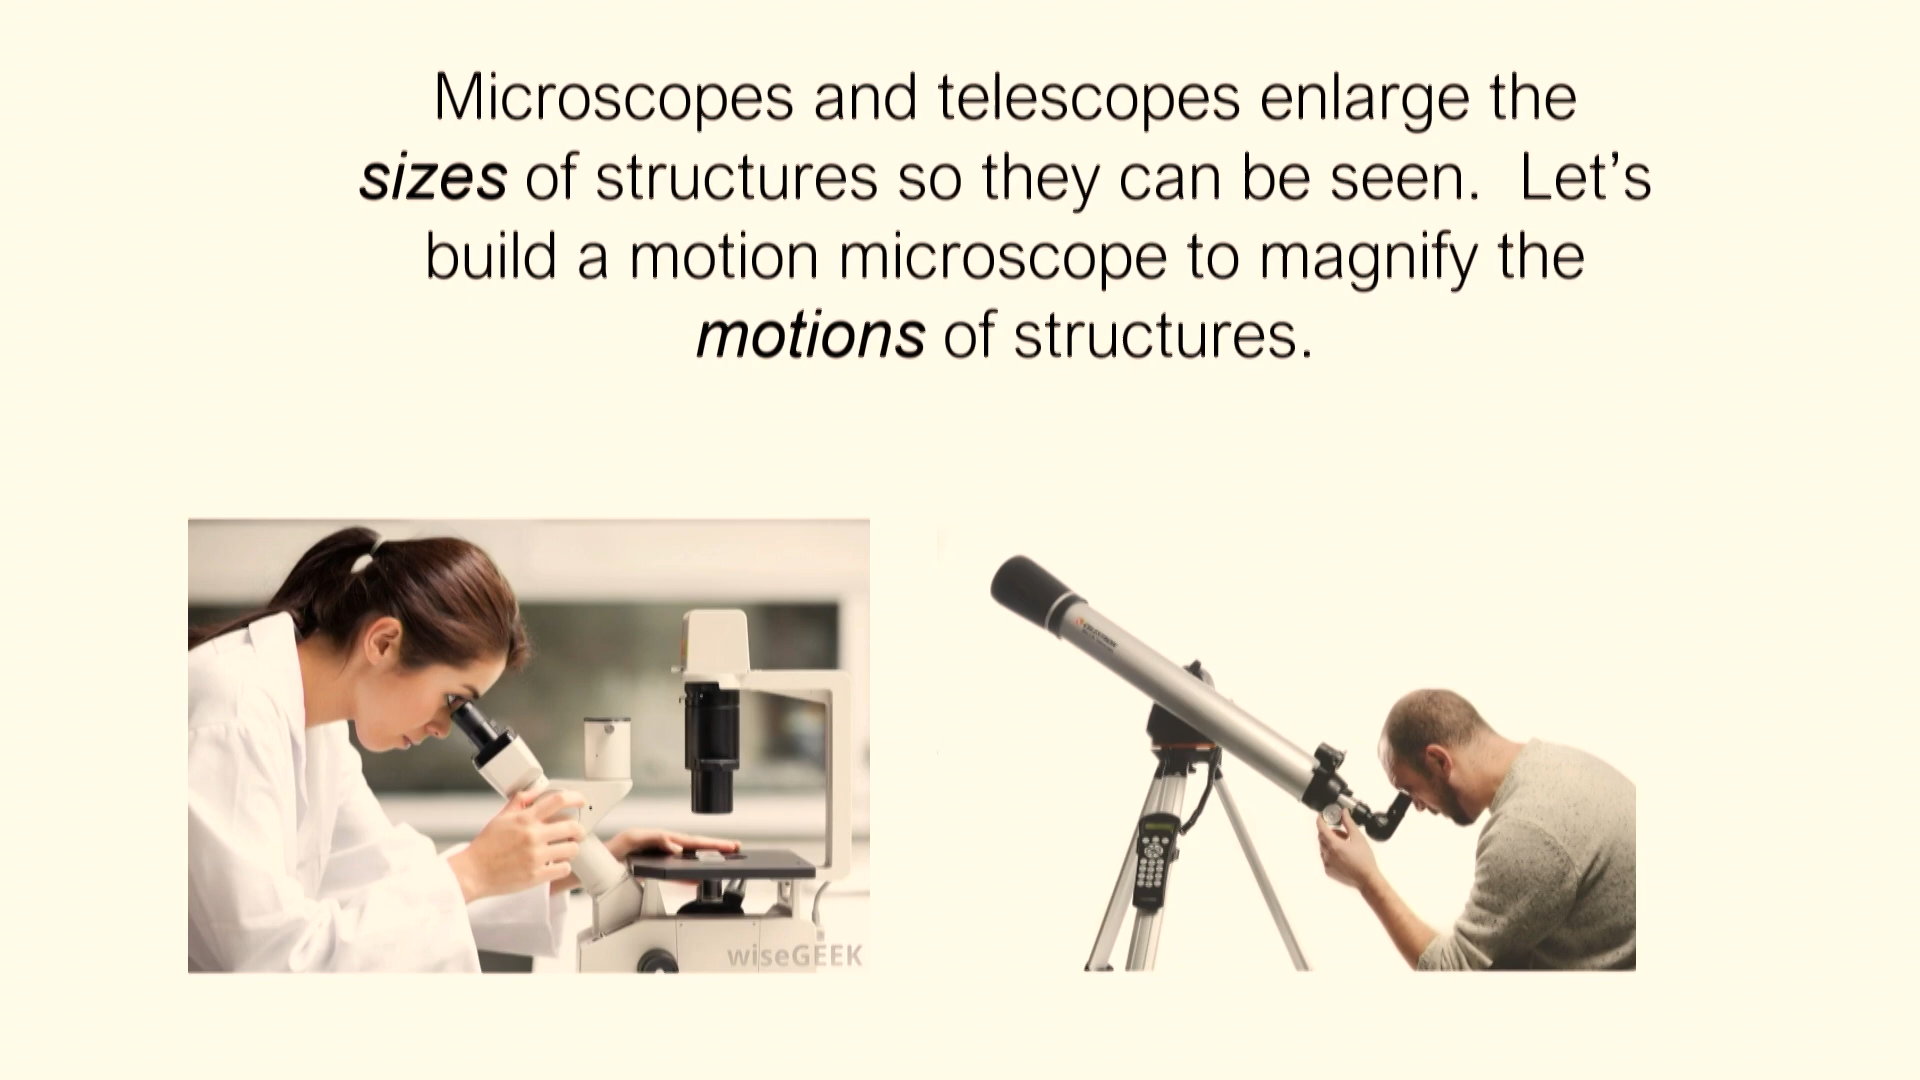 Microscopes and telescopes enlarge the
sizes of structures so they can be seen.  Let’s
build a motion microscope to magnify the
motions of structures.
wiseGEEK